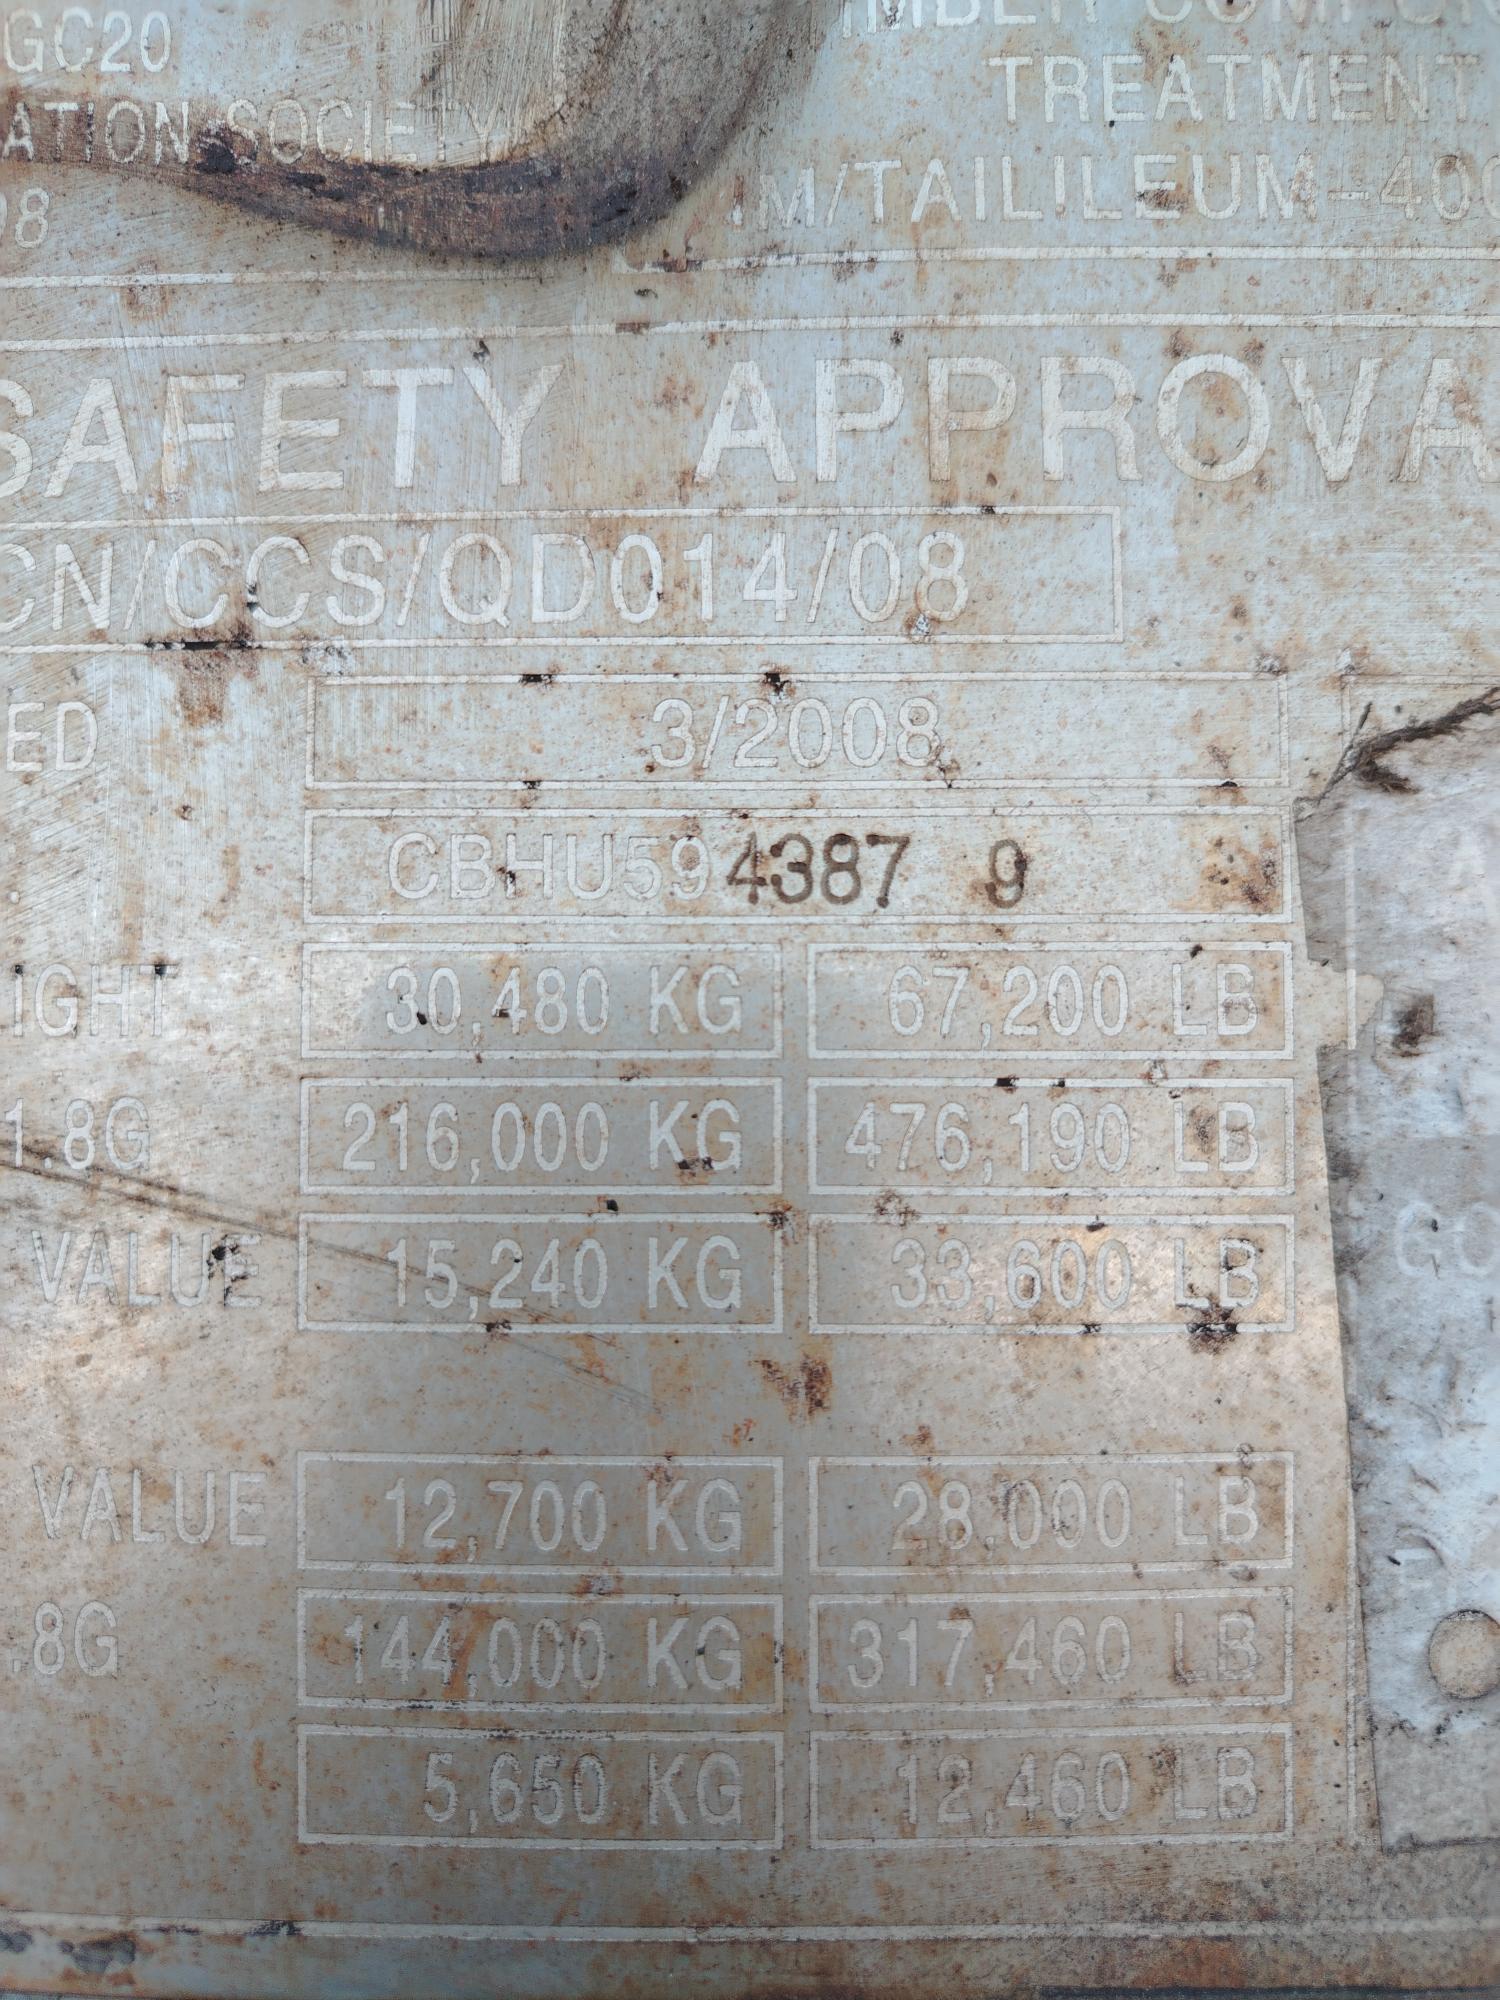 GC20
ATION SOCIETY
98
TREATMENT
IM/TAILILEUM-400
SAFETY APPROVA
CN/CCS/QD014/08
ED 3/2008
CBHU594387 9
IGHT 30,480 KG 67,200 LB
1.8G 216,000 KG 476,190 LB
VALUE 15,240 KG 33,600 LB
VALUE 12,700 KG 28,000 LB
.8G 144,000 KG 317,460 LB
5,650 KG 12,460 LB